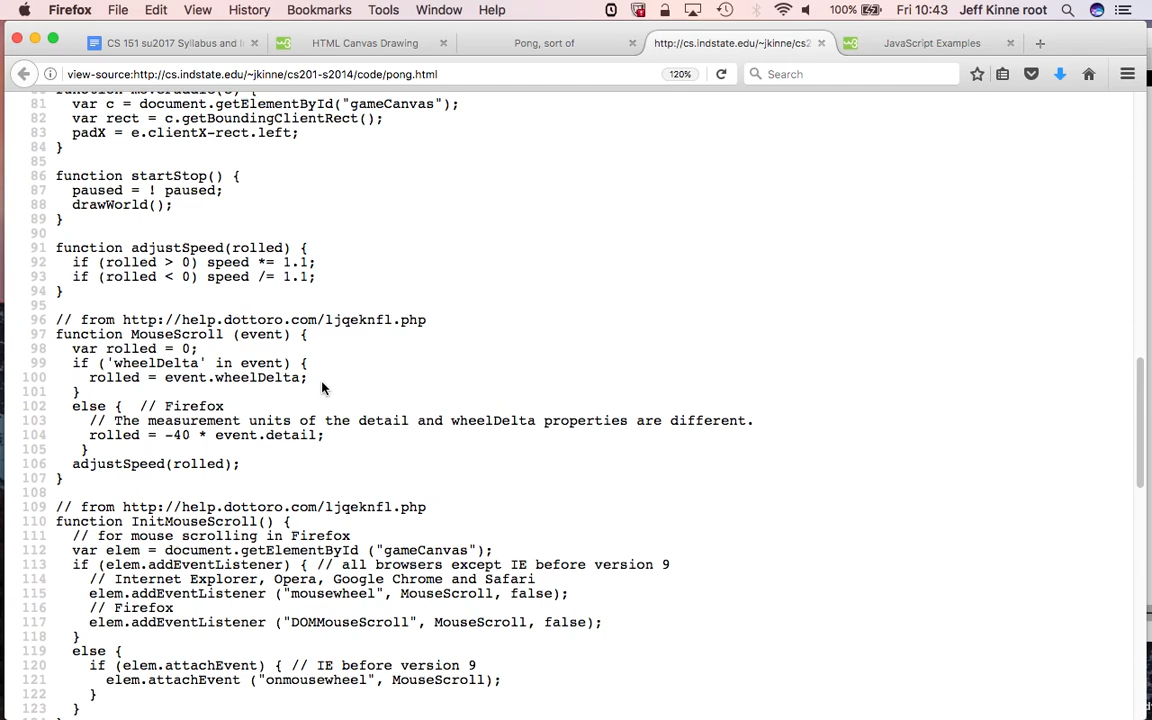 Firefox File Edit View History Bookmarks Tools Window Help 100% Fri 10:43 Jeff Kinne root
CS 151 su2017 Syllabus and I HTML Canvas Drawing Pong, sort of http://cs.indstate.edu/~jkinne/cs2 JavaScript Examples
view-source:http://cs.indstate.edu/~jkinne/cs201-s2014/code/pong.html 120% Search
81 var c = document.getElementById("gameCanvas");
82 var rect = c.getBoundingClientRect();
83 padX = e.clientX-rect.left;
84 }
85
86 function startStop() {
87 paused = ! paused;
88 drawWorld();
89 }
90
91 function adjustSpeed(rolled) {
92 if (rolled > 0) speed *= 1.1;
93 if (rolled < 0) speed /= 1.1;
94 }
95
96 // from http://help.dottoro.com/ljqeknfl.php
97 function MouseScroll (event) {
98 var rolled = 0;
99 if ('wheelDelta' in event) {
100 rolled = event.wheelDelta;
101 }
102 else { // Firefox
103 // The measurement units of the detail and wheelDelta properties are different.
104 rolled = -40 * event.detail;
105 }
106 adjustSpeed(rolled);
107 }
108
109 // from http://help.dottoro.com/ljqeknfl.php
110 function InitMouseScroll() {
111 // for mouse scrolling in Firefox
112 var elem = document.getElementById ("gameCanvas");
113 if (elem.addEventListener) { // all browsers except IE before version 9
114 // Internet Explorer, Opera, Google Chrome and Safari
115 elem.addEventListener ("mousewheel", MouseScroll, false);
116 // Firefox
117 elem.addEventListener ("DOMMouseScroll", MouseScroll, false);
118 }
119 else {
120 if (elem.attachEvent) { // IE before version 9
121 elem.attachEvent ("onmousewheel", MouseScroll);
122 }
123 }